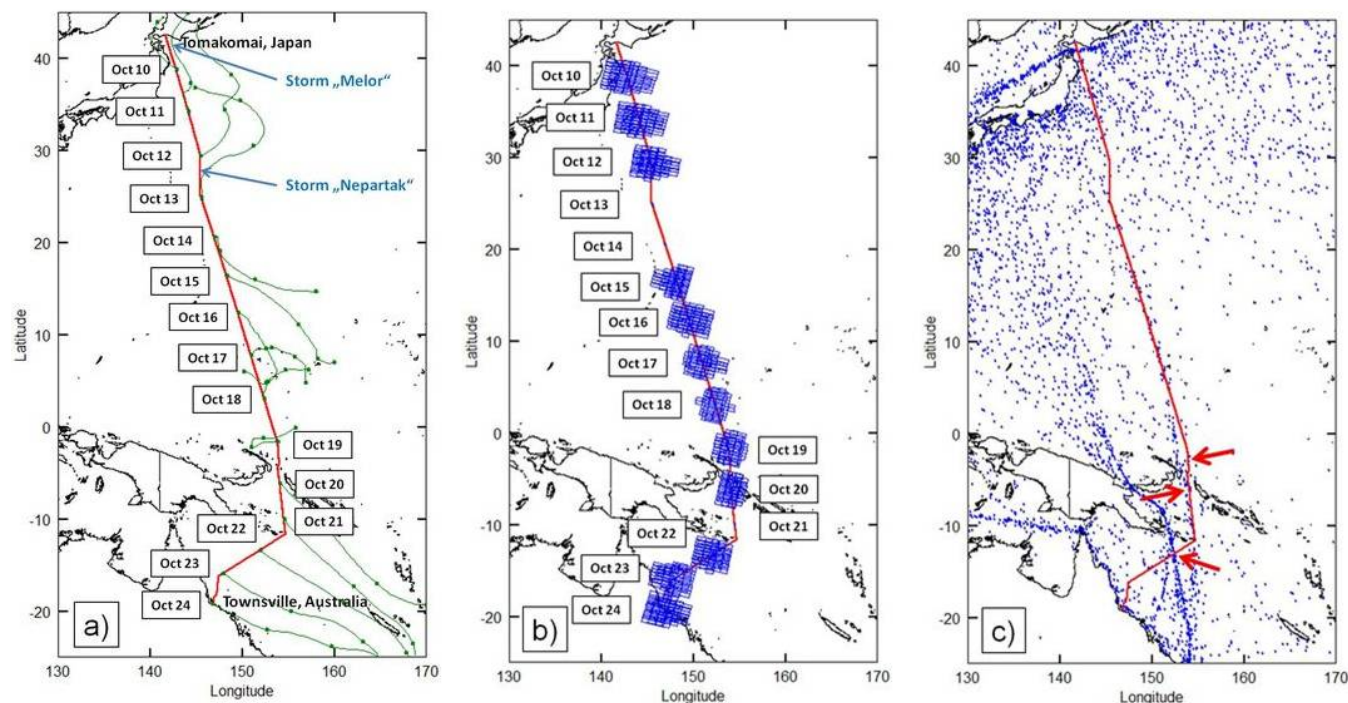 40
30
20
10
0
-10
-20
Latitude
Tomakomai, Japan
Storm „Melor“
Storm „Nepartak“
Oct 10
Oct 11
Oct 12
Oct 13
Oct 14
Oct 15
Oct 16
Oct 17
Oct 18
Oct 19
Oct 20
Oct 21
Oct 22
Oct 23
Oct 24
Townsville, Australia
a)
130 140 150 160 170
Longitude
40
30
20
10
0
-10
-20
Latitude
Oct 10
Oct 11
Oct 12
Oct 13
Oct 14
Oct 15
Oct 16
Oct 17
Oct 18
Oct 19
Oct 20
Oct 21
Oct 22
Oct 23
Oct 24
b)
130 140 150 160 170
Longitude
40
30
20
10
0
-10
-20
Latitude
c)
130 140 150 160 170
Longitude